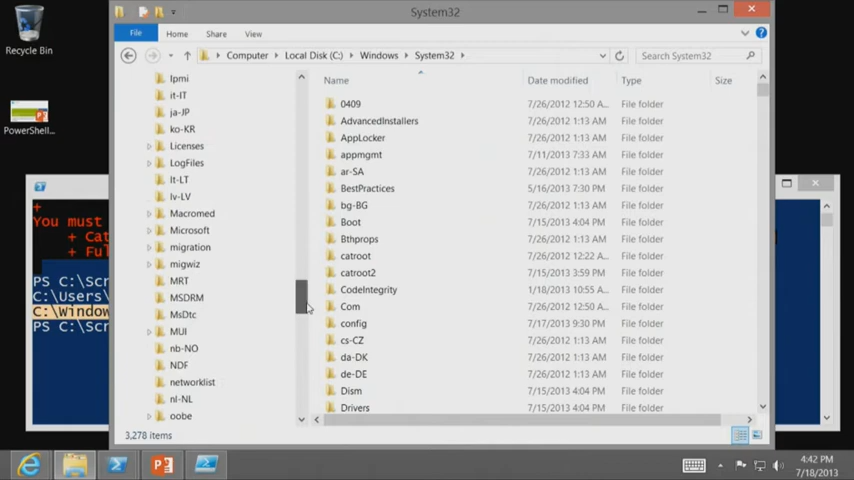 System32
Recycle Bin
PowerShell...
File
Home
Share
View
Computer
Local Disk (C:)
Windows
System32
Search System32
Ipmi
it-IT
ja-JP
ko-KR
Licenses
LogFiles
lt-LT
lv-LV
Macromed
Microsoft
migration
migwiz
MRT
MSDRM
MsDtc
MUI
nb-NO
NDF
networklist
nl-NL
oobe
Name Date modified Type Size
0409 7/26/2012 12:50 A... File folder
AdvancedInstallers 7/26/2012 1:13 AM File folder
AppLocker 7/26/2012 1:13 AM File folder
appmgmt 7/11/2013 7:33 AM File folder
ar-SA 7/26/2012 1:13 AM File folder
BestPractices 5/16/2013 7:30 PM File folder
bg-BG 7/26/2012 1:13 AM File folder
Boot 7/15/2013 4:04 PM File folder
Bthprops 7/26/2012 1:13 AM File folder
catroot 7/26/2012 12:22 A... File folder
catroot2 7/15/2013 3:59 PM File folder
CodeIntegrity 1/18/2013 10:55 A... File folder
Com 7/26/2012 12:50 A... File folder
config 7/17/2013 9:30 PM File folder
cs-CZ 7/26/2012 1:13 AM File folder
da-DK 7/26/2012 1:13 AM File folder
de-DE 7/26/2012 1:13 AM File folder
Dism 7/15/2013 4:04 PM File folder
Drivers 7/15/2013 4:04 PM File folder
3,278 items
+
You must
+ Cat
+ Ful
PS C:\Scr
C:\Users\
C:\Window
PS C:\Scr
4:42 PM
7/18/2013